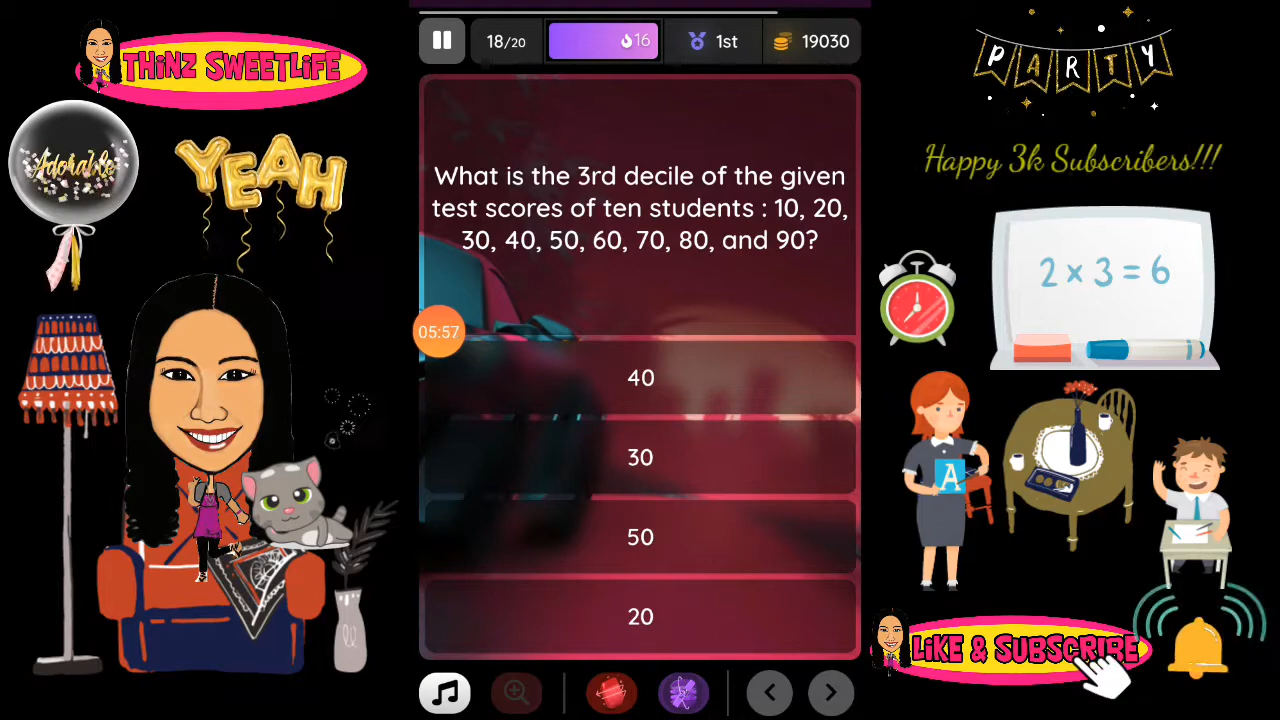 THiNZ SWEETLiFE
Adorable
YEAH
18/20
16
1st
19030
What is the 3rd decile of the given
test scores of ten students : 10, 20,
30, 40, 50, 60, 70, 80, and 90?
05:57
40
30
50
20
PARTY
Happy 3k Subscribers!!!
2 x 3 = 6
A
LiKE & SUBSCRIBE